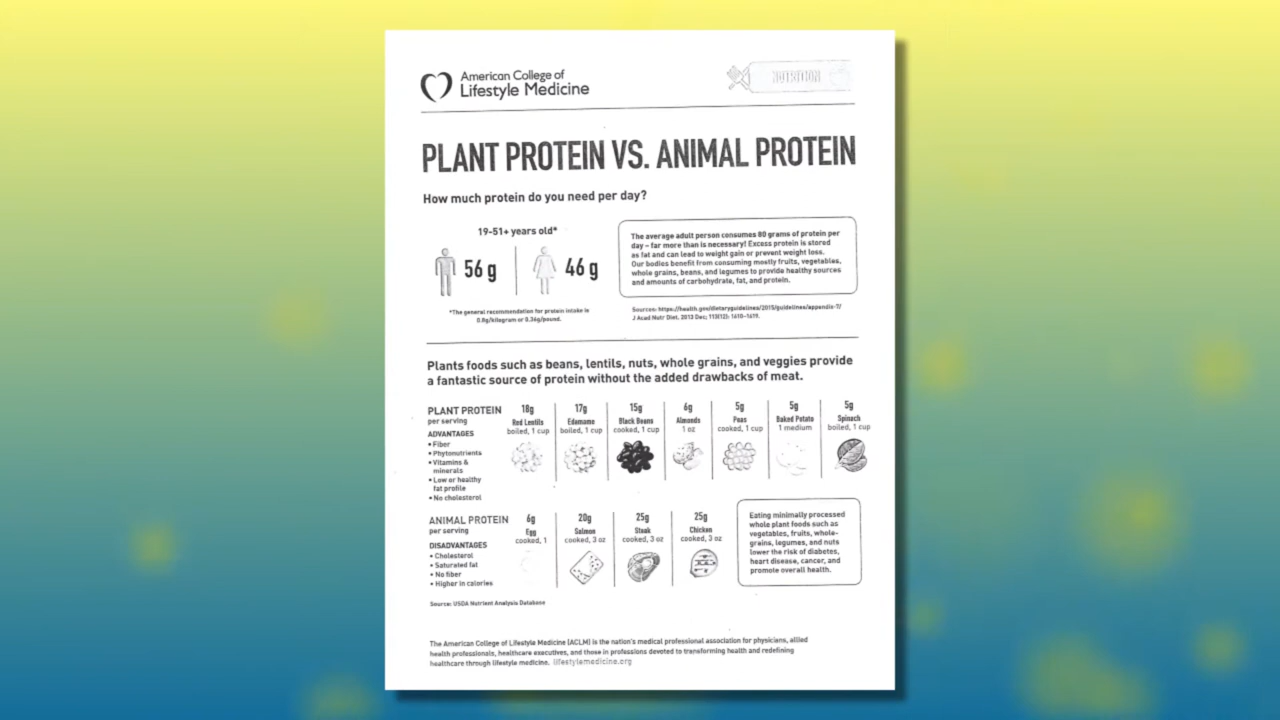 American College of
Lifestyle Medicine
NUTRITION
PLANT PROTEIN VS. ANIMAL PROTEIN
How much protein do you need per day?
19-51+ years old*
56 g
46 g
*The general recommendation for protein intake is
0.8g/kilogram or 0.36g/pound.
The average adult person consumes 80 grams of protein per
day – far more than is necessary! Excess protein is stored
as fat and can lead to weight gain or prevent weight loss.
Our bodies benefit from consuming mostly fruits, vegetables,
whole grains, beans, and legumes to provide healthy sources
and amounts of carbohydrate, fat, and protein.
Sources: https://health.gov/dietaryguidelines/2015/guidelines/appendix-7/
J Acad Nutr Diet. 2013 Dec; 113(12): 1610-1619.
Plants foods such as beans, lentils, nuts, whole grains, and veggies provide
a fantastic source of protein without the added drawbacks of meat.
PLANT PROTEIN
per serving
ADVANTAGES
• Fiber
• Phytonutrients
• Vitamins &
minerals
• Low or healthy
fat profile
• No cholesterol
18g
Red Lentils
boiled, 1 cup
17g
Edamame
boiled, 1 cup
15g
Black Beans
cooked, 1 cup
6g
Almonds
1 oz
5g
Peas
cooked, 1 cup
5g
Baked Potato
1 medium
5g
Spinach
boiled, 1 cup
ANIMAL PROTEIN
per serving
DISADVANTAGES
• Cholesterol
• Saturated fat
• No fiber
• Higher in calories
6g
Egg
cooked, 1
20g
Salmon
cooked, 3 oz
25g
Steak
cooked, 3 oz
25g
Chicken
cooked, 3 oz
Eating minimally processed
whole plant foods such as
vegetables, fruits, whole-
grains, legumes, and nuts
lower the risk of diabetes,
heart disease, cancer, and
promote overall health.
Source: USDA Nutrient Analysis Database
The American College of Lifestyle Medicine (ACLM) is the nation's medical professional association for physicians, allied
health professionals, healthcare executives, and those in professions devoted to transforming health and redefining
healthcare through lifestyle medicine. lifestylemedicine.org